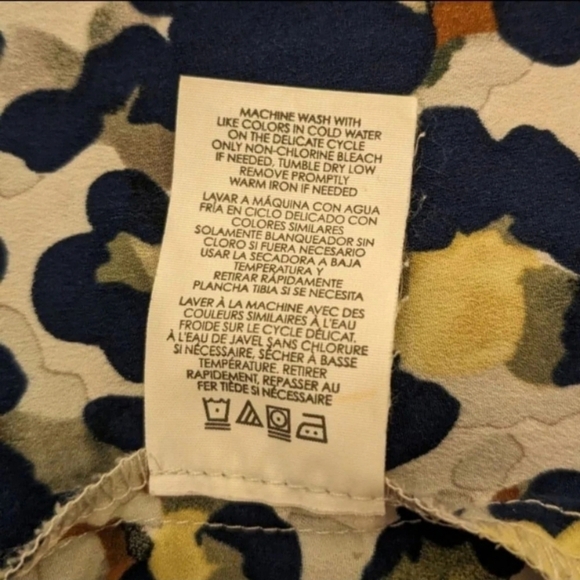 MACHINE WASH WITH
LIKE COLORS IN COLD WATER
ON THE DELICATE CYCLE
ONLY NON-CHLORINE BLEACH
IF NEEDED, TUMBLE DRY LOW
REMOVE PROMPTLY
WARM IRON IF NEEDED
LAVAR A MÁQUINA CON AGUA
FRÍA EN CICLO DELICADO CON
COLORES SIMILARES
SOLAMENTE BLANQUEADOR SIN
CLORO SI FUERA NECESARIO
USAR LA SECADORA A BAJA
TEMPERATURA Y
RETIRAR RÁPIDAMENTE
PLANCHA TIBIA SI SE NECESITA
LAVER À LA MACHINE AVEC DES
COULEURS SIMILAIRES À L'EAU
FROIDE SUR LE CYCLE DÉLICAT.
À L'EAU DE JAVEL SANS CHLORURE
SI NÉCESSAIRE, SÉCHER À BASSE
TEMPÉRATURE. RETIRER
RAPIDEMENT, REPASSER AU
FER TIÈDE SI NÉCESSAIRE